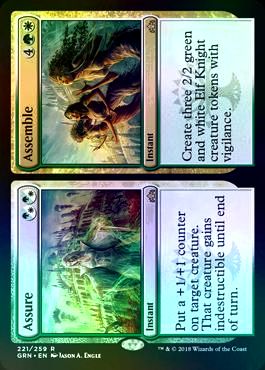 Assemble 4
Instant
Create three 2/2 green
and white Elf Knight
creature tokens with
vigilance.
Assure
Instant
Put a +1/+1 counter
on target creature.
That creature gains
indestructible until end
of turn.
221/259 R
GRN • EN JASON A. ENGLE
™ & © 2018 Wizards of the Coast